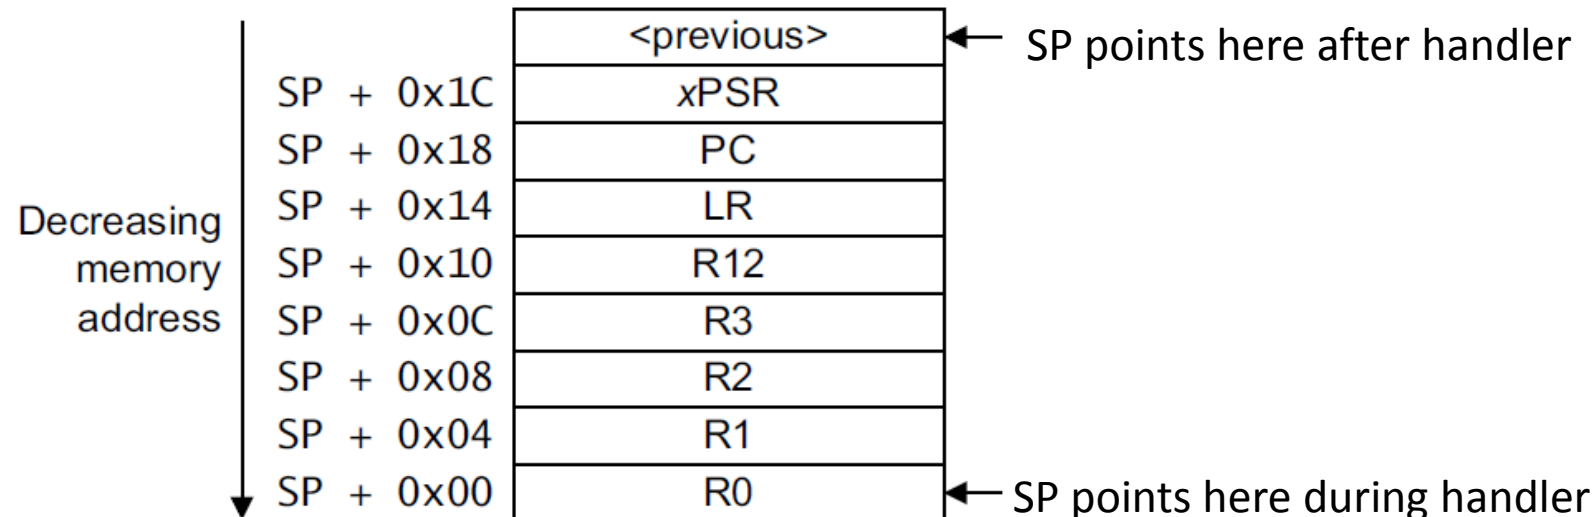 <previous> SP points here after handler
SP + 0x1C xPSR
SP + 0x18 PC
SP + 0x14 LR
Decreasing
memory
address
SP + 0x10 R12
SP + 0x0C R3
SP + 0x08 R2
SP + 0x04 R1
SP + 0x00 R0 SP points here during handler